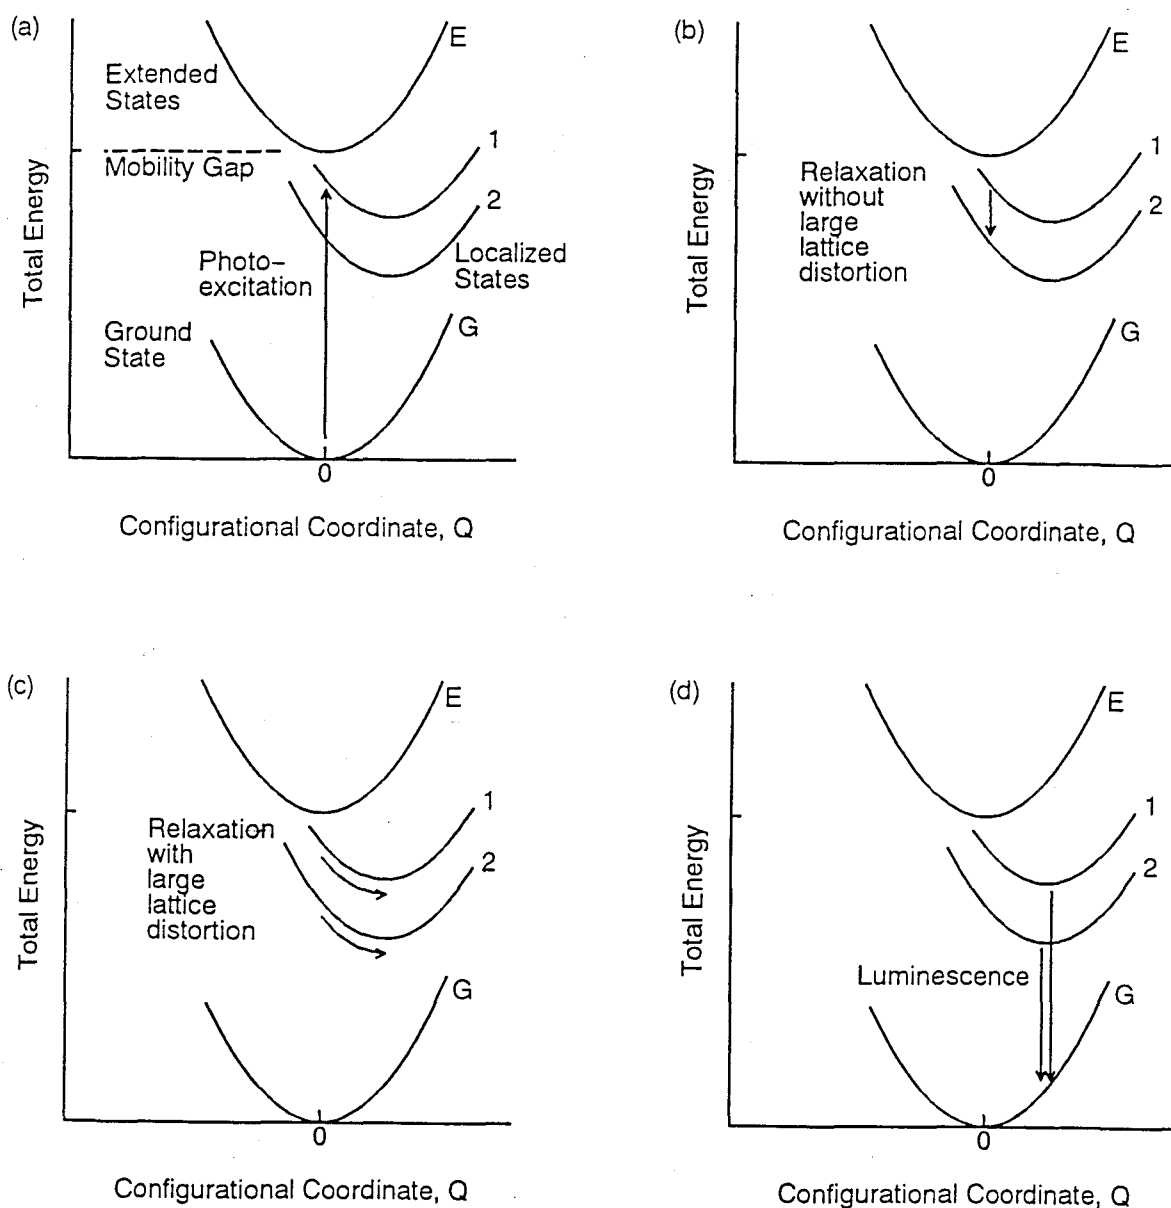 (a)
E
Extended
States
1
Mobility Gap
2
Photo-
excitation
Localized
States
Ground
State
G
Total Energy
0
Configurational Coordinate, Q
(b)
E
1
Relaxation
without
large
lattice
distortion
2
G
Total Energy
0
Configurational Coordinate, Q
(c)
E
1
Relaxation
with
large
lattice
distortion
2
G
Total Energy
0
Configurational Coordinate, Q
(d)
E
1
2
Luminescence
G
Total Energy
0
Configurational Coordinate, Q